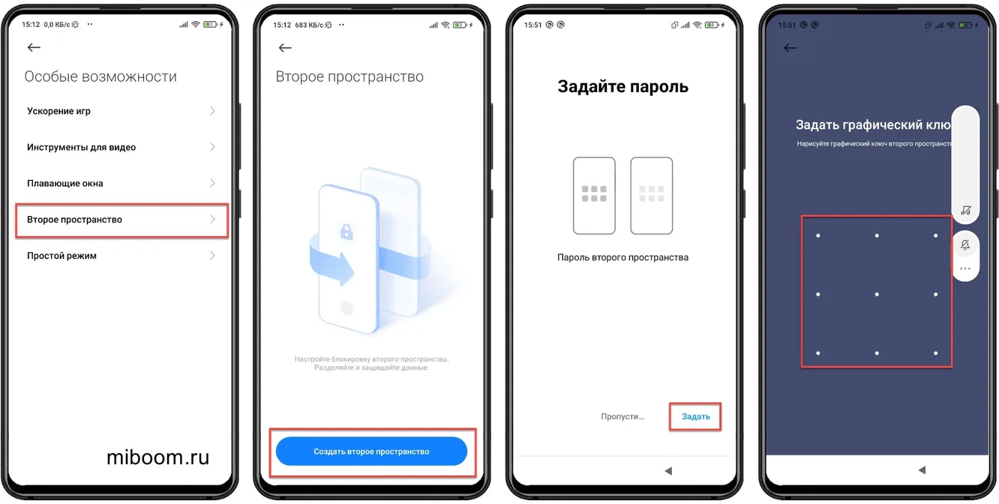 15:12 0,0 КБ/с
Особые возможности
Ускорение игр
Инструменты для видео
Плавающие окна
Второе пространство
Простой режим
miboom.ru
15:12 683 КБ/с
Второе пространство
Настройте блокировку второго пространства.
Разделяйте и защищайте данные.
Создать второе пространство
15:51
Задайте пароль
Пароль второго пространства
Пропусти...
Задать
15:51
Задать графический клю
Нарисуйте графический ключ второго пространств